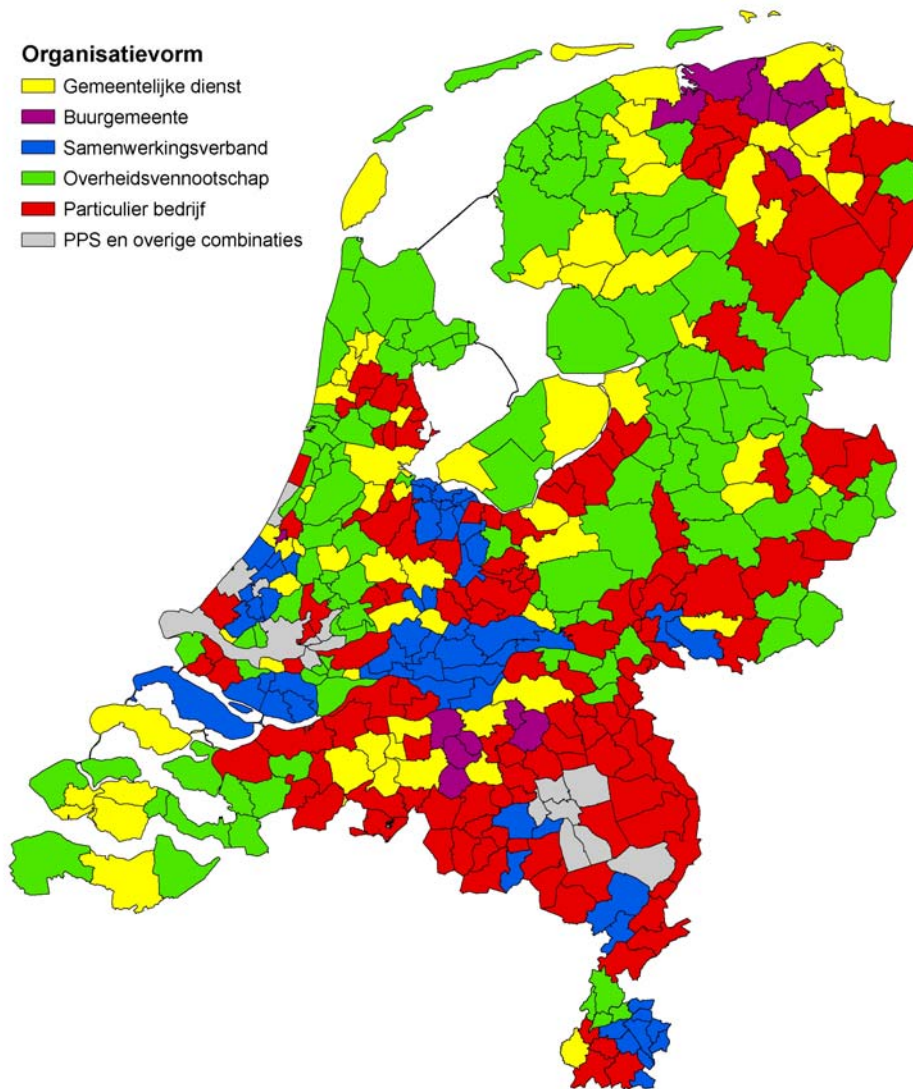 Organisatievorm
Gemeentelijke dienst
Buurgemeente
Samenwerkingsverband
Overheidsvennootschap
Particulier bedrijf
PPS en overige combinaties